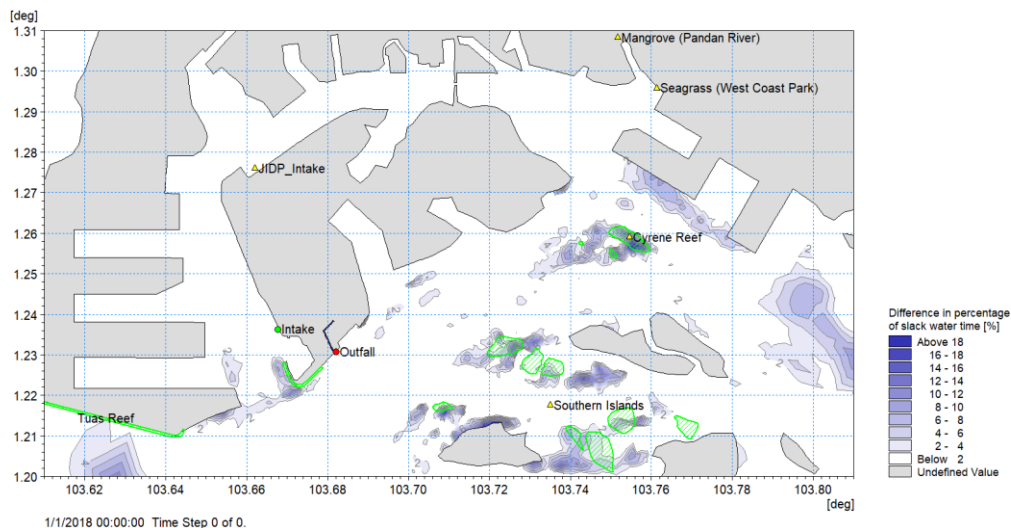 [deg]
1.31
Mangrove (Pandan River)
1.30
Seagrass (West Coast Park)
1.29
1.28
JIDP_Intake
1.27
2
1.26
Cyrene Reef
1.25
2
2
1.24
Intake
1.23
Outfall
1.22
Southern Islands
Tuas Reef
2
2
1.21
2
1.20
103.62
103.64
103.66
103.68
103.70
103.72
103.74
103.76
103.78
103.80
[deg]
Difference in percentage
of slack water time [%]
Above 18
16 - 18
14 - 16
12 - 14
10 - 12
8 - 10
6 - 8
4 - 6
2 - 4
Below 2
Undefined Value
1/1/2018 00:00:00 Time Step 0 of 0.